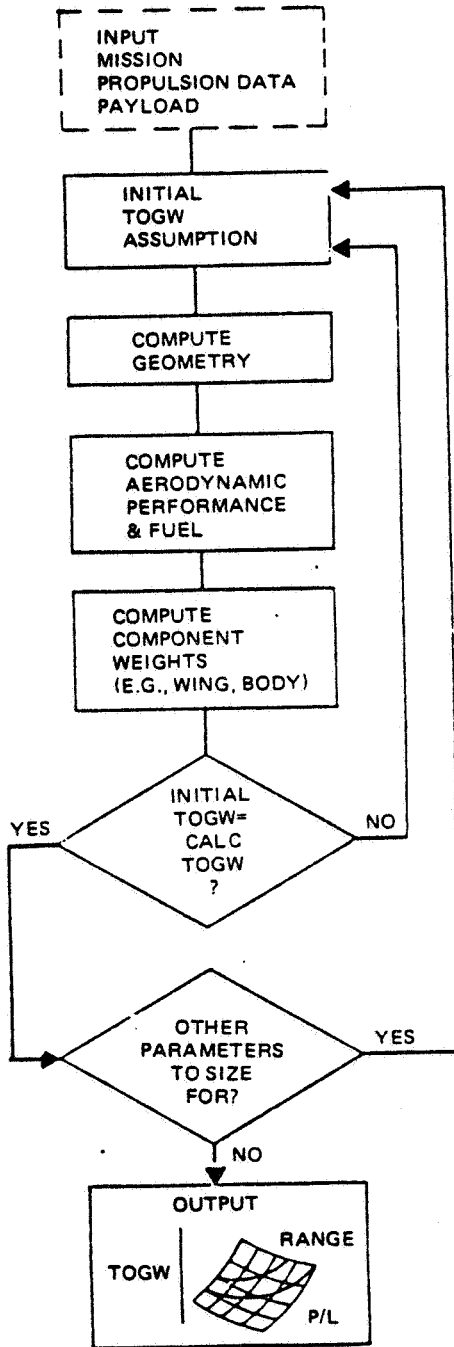 INPUT
MISSION
PROPULSION DATA
PAYLOAD
INITIAL
TOGW
ASSUMPTION
COMPUTE
GEOMETRY
COMPUTE
AERODYNAMIC
PERFORMANCE
& FUEL
COMPUTE
COMPONENT
WEIGHTS
(E.G., WING, BODY)
INITIAL
TOGW=
CALC
TOGW
?
YES
NO
OTHER
PARAMETERS
TO SIZE
FOR?
YES
NO
OUTPUT
TOGW
RANGE
P/L